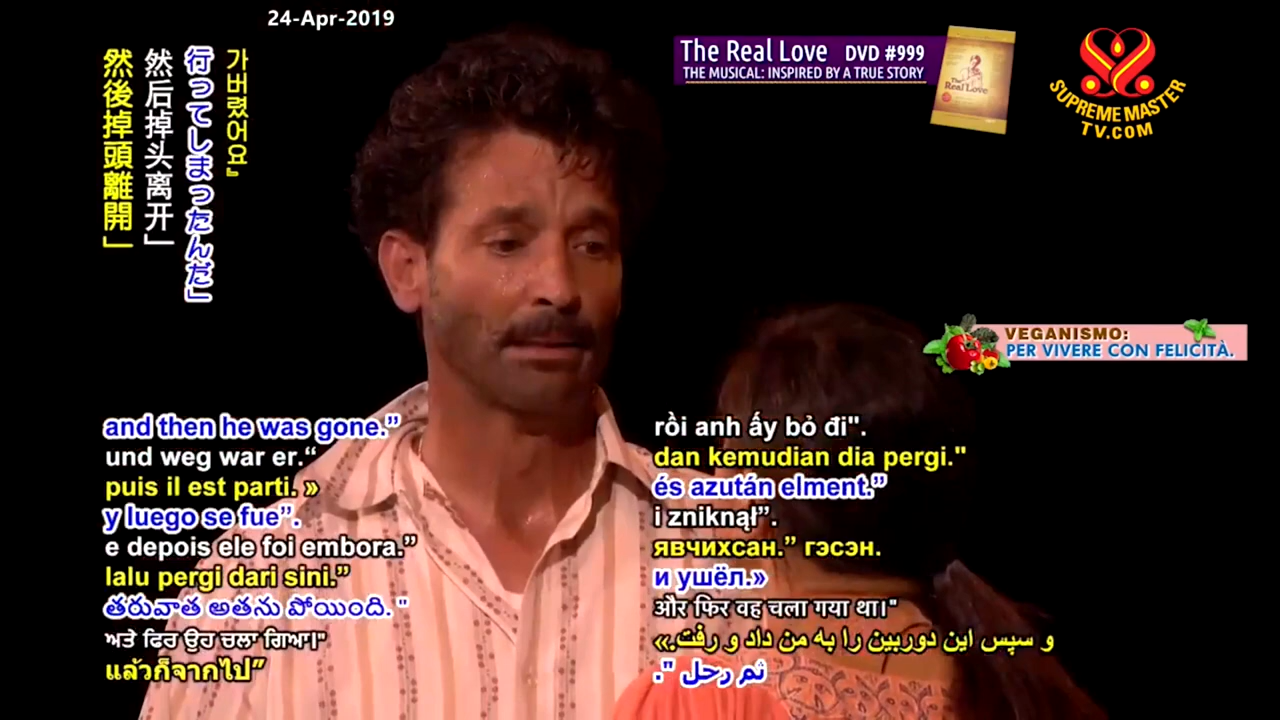 24-Apr-2019
The Real Love DVD #999
THE MUSICAL: INSPIRED BY A TRUE STORY
The Real Love
SUPREME MASTER
TV.COM
가버렸어요』
行ってしまったんだ」
然后掉头离开」
然後掉頭離開」
VEGANISMO:
PER VIVERE CON FELICITÀ.
and then he was gone.”
und weg war er.“
puis il est parti. »
y luego se fue”.
e depois ele foi embora.”
lalu pergi dari sini.”
తరువాత అతను పోయింది. "
ਅਤੇ ਫਿਰ ਉਹ ਚਲਾ ਗਿਆ।"
แล้วก็จากไป”
rồi anh ấy bỏ đi".
dan kemudian dia pergi."
és azután elment.”
i zniknął”.
явчихсан.” гэсэн.
и ушёл.»
और फिर वह चला गया था।"
و سپس این دوربین را به من داد و رفت.»
ثم رحل ".